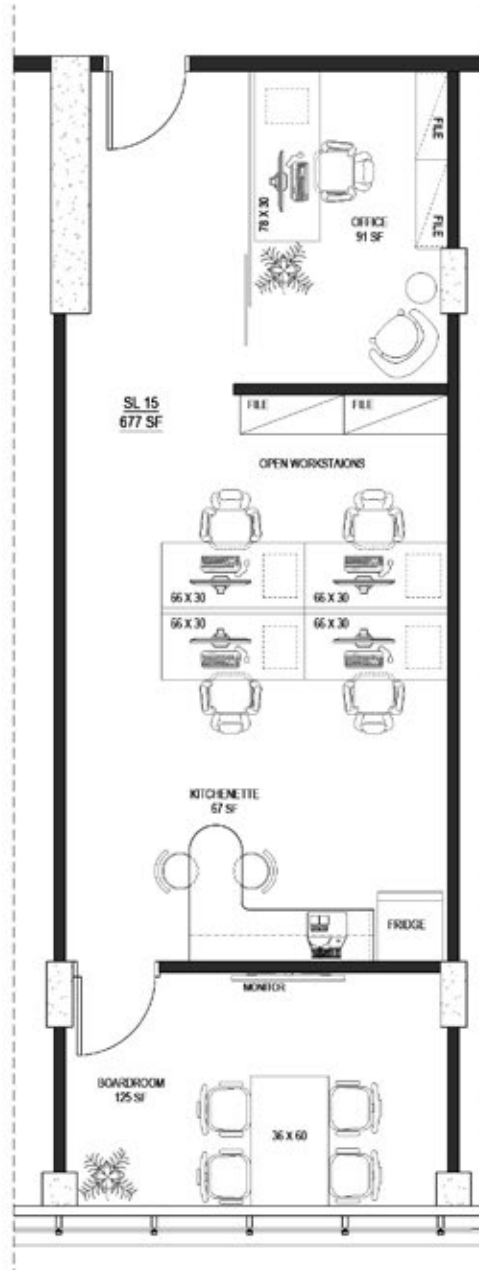 FILE
78 X 30
OFFICE
91 SF
FILE
SL 15
677 SF
FILE
FILE
OPEN WORKSTAIONS
66 X 30
66 X 30
66 X 30
66 X 30
KITCHENETTE
67 SF
FRIDGE
MONITOR
BOARDROOM
125 SF
36 X 60